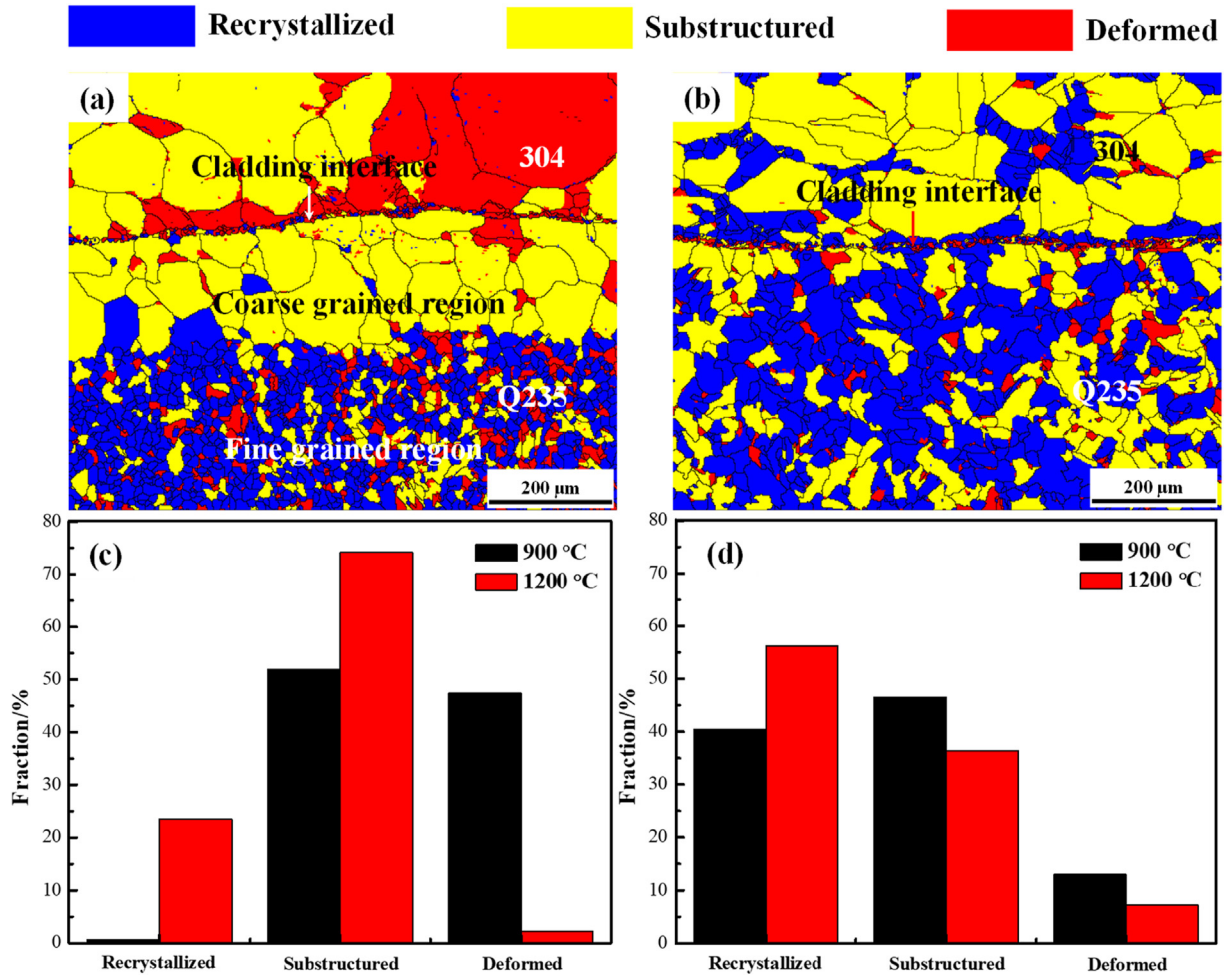 Recrystallized Substructured Deformed
(a)
304
Cladding interface
Coarse grained region
Q235
Fine grained region
200 μm
(b)
304
Cladding interface
Q235
200 μm
(c)
900 °C
1200 °C
80
70
60
50
40
30
20
10
0
Fraction/%
Recrystallized Substructured Deformed
(d)
900 °C
1200 °C
80
70
60
50
40
30
20
10
0
Fraction/%
Recrystallized Substructured Deformed